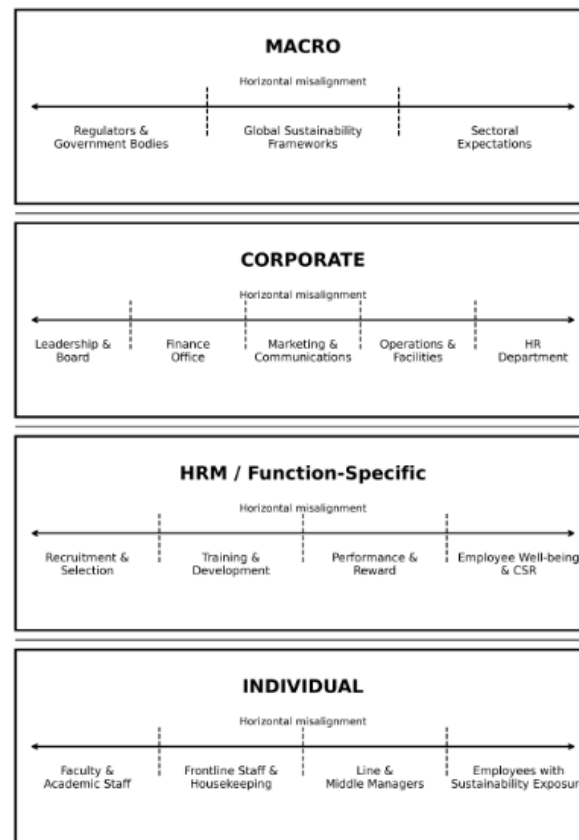 MACRO
Horizontal misalignment
Regulators &
Government Bodies
Global Sustainability
Frameworks
Sectoral
Expectations
CORPORATE
Horizontal misalignment
Leadership &
Board
Finance
Office
Marketing &
Communications
Operations &
Facilities
HR
Department
HRM / Function-Specific
Horizontal misalignment
Recruitment &
Selection
Training &
Development
Performance &
Reward
Employee Well-being
& CSR
INDIVIDUAL
Horizontal misalignment
Faculty &
Academic Staff
Frontline Staff &
Housekeeping
Line &
Middle Managers
Employees with
Sustainability